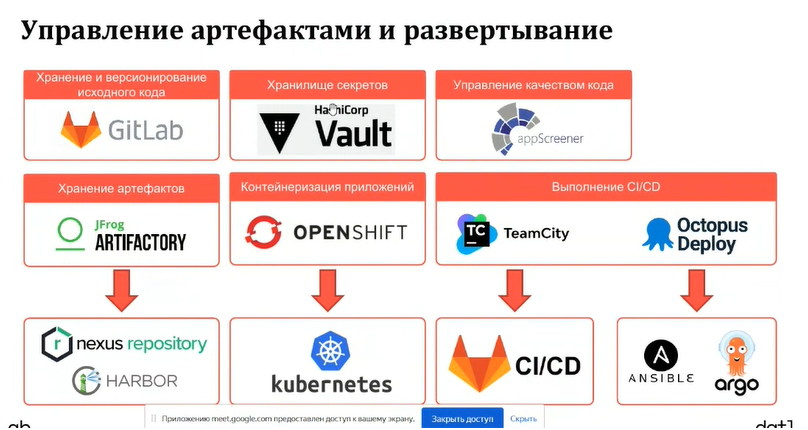 Управление артефактами и развертывание
Хранение и версионирование
исходного кода
Хранилище секретов
Управление качеством кода
GitLab
HashiCorp
Vault
appScreener
Хранение артефактов
Контейнеризация приложений
Выполнение CI/CD
JFrog
ARTIFACTORY
OPENSHIFT
TC
TeamCity
Octopus
Deploy
r
nexus repository
HARBOR
kubernetes
CI/CD
A
ANSIBLE
argo
Приложению meet.google.com предоставлен доступ к вашему экрану.
Закрыть доступ
Скрыть